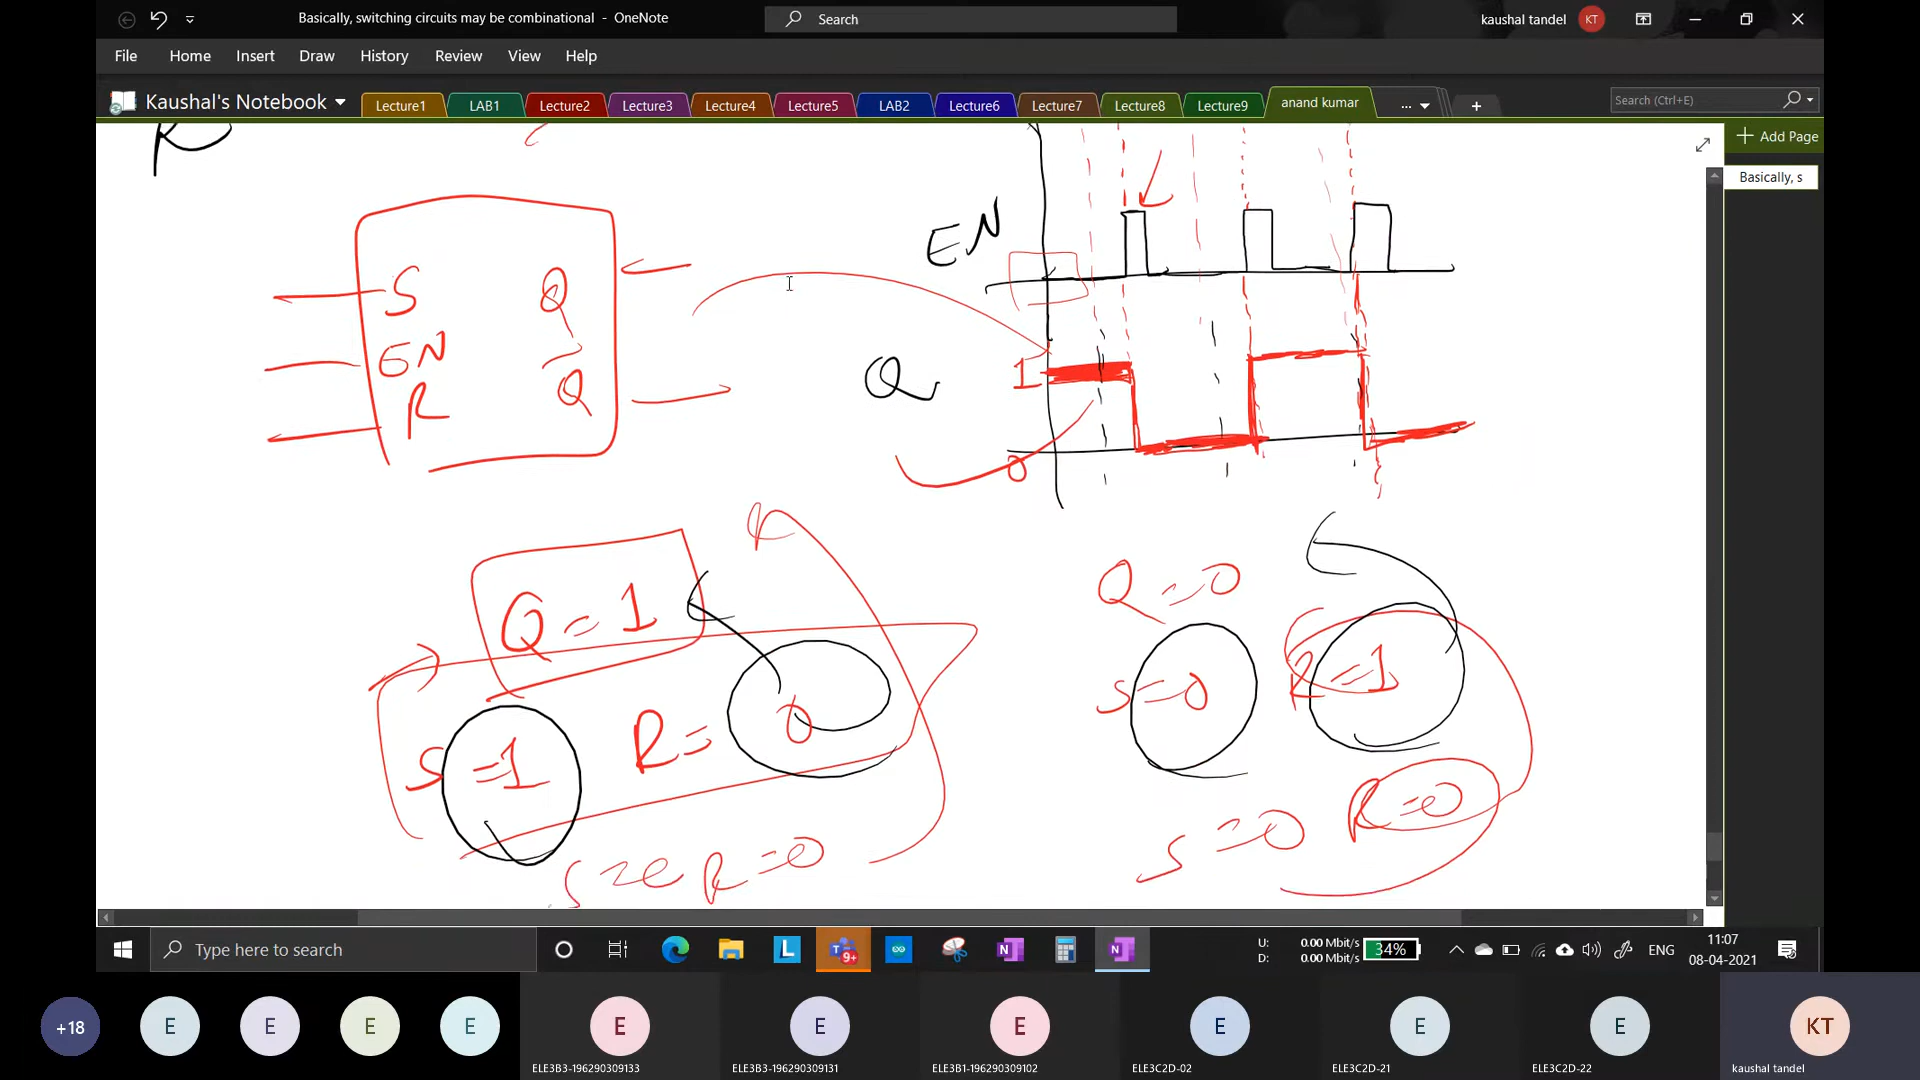 Basically, switching circuits may be combinational - OneNote
Search
kaushal tandel
KT
File Home Insert Draw History Review View Help
Kaushal's Notebook
Lecture1 LAB1 Lecture2 Lecture3 Lecture4 Lecture5 LAB2 Lecture6 Lecture7 Lecture8 Lecture9 anand kumar ... +
Search (Ctrl+E)
+ Add Page
Basically, s
R
EN
S Q
EN
R Q
Q
1
0
Q = 1
S = 1 R = 0
R = 0
Q = 0
S = 0 R = 1
S = 0 R = 0
Type here to search
L
9+
U: 0.00 Mbit/s
D: 0.00 Mbit/s
34%
ENG
11:07
08-04-2021
+18 E E E E E E E E E E KT
ELE3B3-196290309133 ELE3B3-196290309131 ELE3B1-196290309102 ELE3C2D-02 ELE3C2D-21 ELE3C2D-22 kaushal tandel